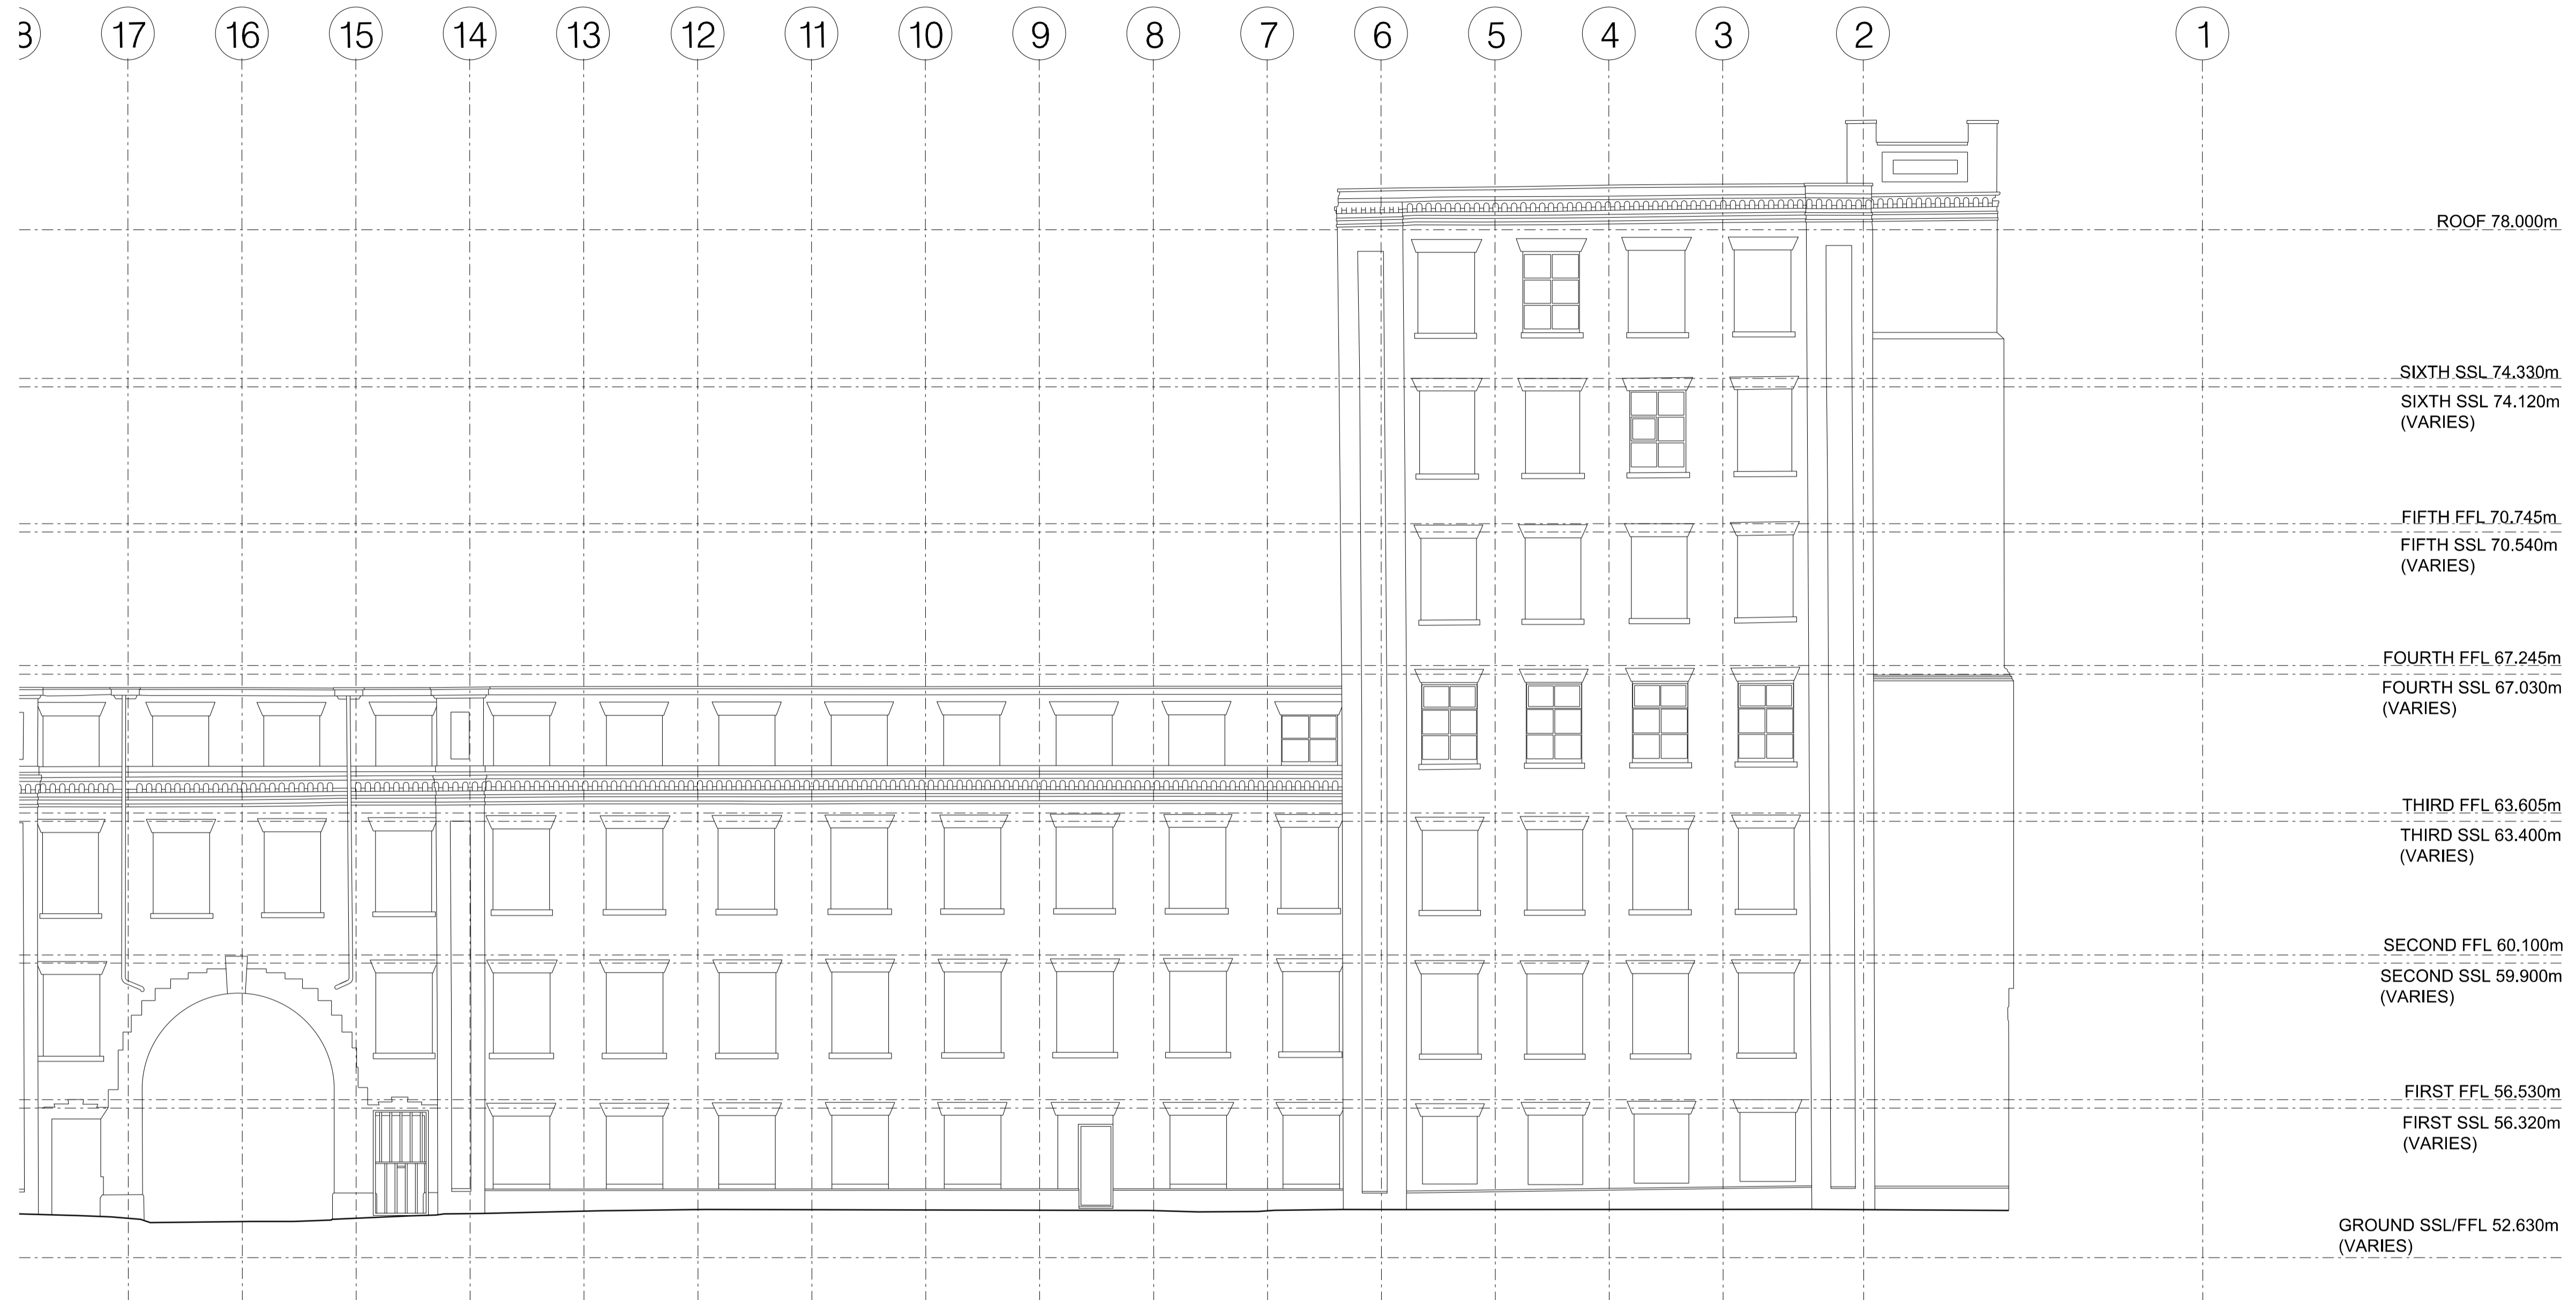 17 16 15 14 13 12 11 10 9 8 7 6 5 4 3 2 1
ROOF 78.000m
SIXTH SSL 74.330m
SIXTH SSL 74.120m
(VARIES)
FIFTH FFL 70.745m
FIFTH SSL 70.540m
(VARIES)
FOURTH FFL 67.245m
FOURTH SSL 67.030m
(VARIES)
THIRD FFL 63.605m
THIRD SSL 63.400m
(VARIES)
SECOND FFL 60.100m
SECOND SSL 59.900m
(VARIES)
FIRST FFL 56.530m
FIRST SSL 56.320m
(VARIES)
GROUND SSL/FFL 52.630m
(VARIES)